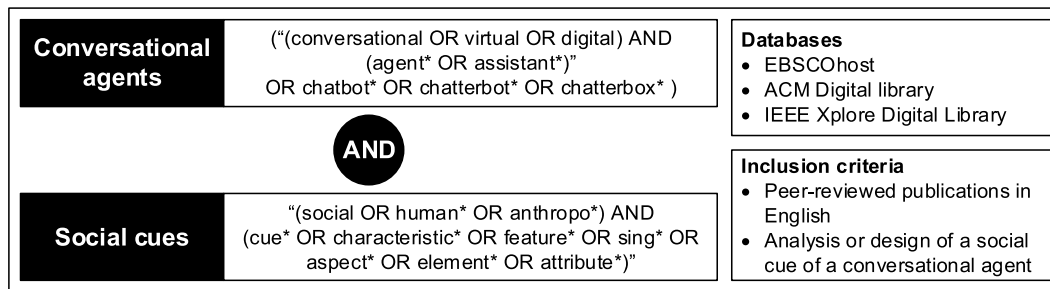 Conversational
agents
(“(conversational OR virtual OR digital) AND
(agent* OR assistant*)”
OR chatbot* OR chatterbot* OR chatterbox* )
AND
Social cues
“(social OR human* OR anthropo*) AND
(cue* OR characteristic* OR feature* OR sing* OR
aspect* OR element* OR attribute*)”
Databases
• EBSCOhost
• ACM Digital library
• IEEE Xplore Digital Library
Inclusion criteria
• Peer-reviewed publications in
English
• Analysis or design of a social
cue of a conversational agent